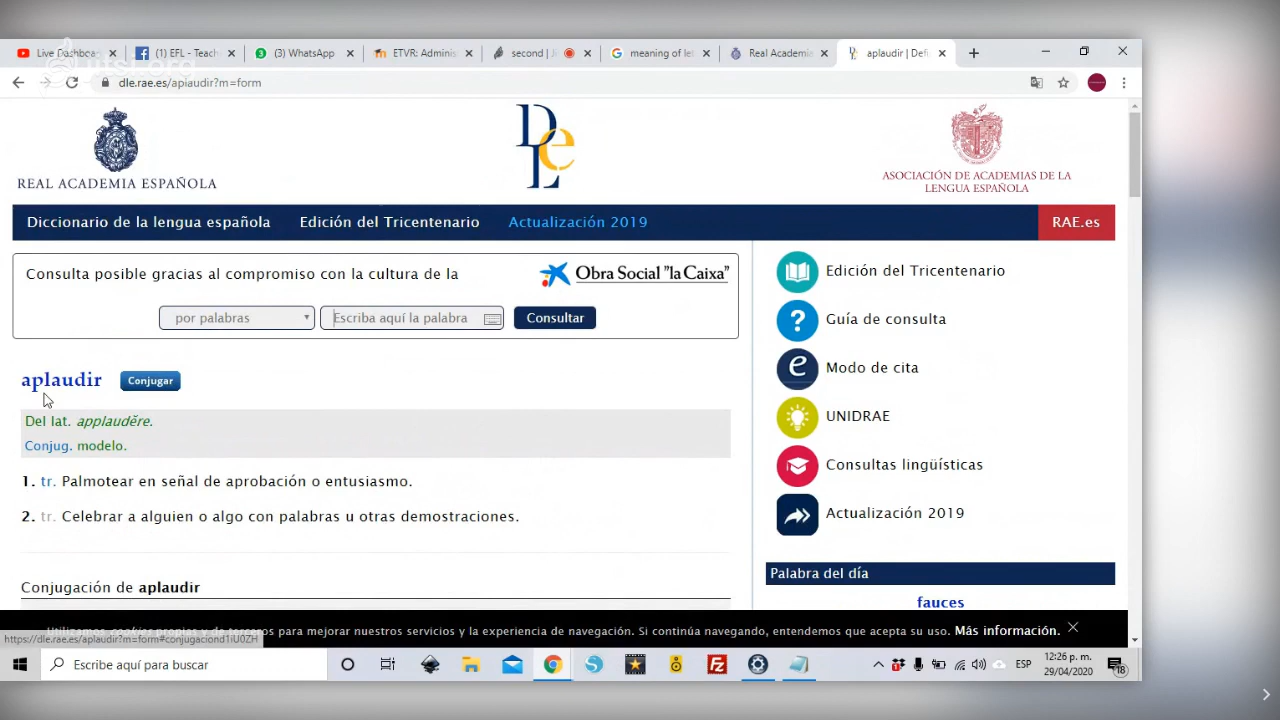 Live Dashboa
(1) EFL - Teach
(3) WhatsApp
ETVR: Adminis
second | Ji
meaning of let
Real Academia
aplaudir | Defi
dle.rae.es/aplaudir?m=form
REAL ACADEMIA ESPAÑOLA
DLe
ASOCIACIÓN DE ACADEMIAS DE LA
LENGUA ESPAÑOLA
Diccionario de la lengua española
Edición del Tricentenario
Actualización 2019
RAE.es
Consulta posible gracias al compromiso con la cultura de la
Obra Social "la Caixa"
por palabras
Escriba aquí la palabra
Consultar
aplaudir
Conjugar
Del lat. applaudĕre.
Conjug. modelo.
1. tr. Palmotear en señal de aprobación o entusiasmo.
2. tr. Celebrar a alguien o algo con palabras u otras demostraciones.
Conjugación de aplaudir
Edición del Tricentenario
Guía de consulta
Modo de cita
UNIDRAE
Consultas lingüísticas
Actualización 2019
Palabra del día
fauces
Utilizamos cookies propias y de terceros para mejorar nuestros servicios y la experiencia de navegación. Si continúa navegando, entendemos que acepta su uso. Más información.
https://dle.rae.es/aplaudir?m=form#conjugaciond1iU0ZH
Escribe aquí para buscar
ESP
12:26 p. m.
29/04/2020
18